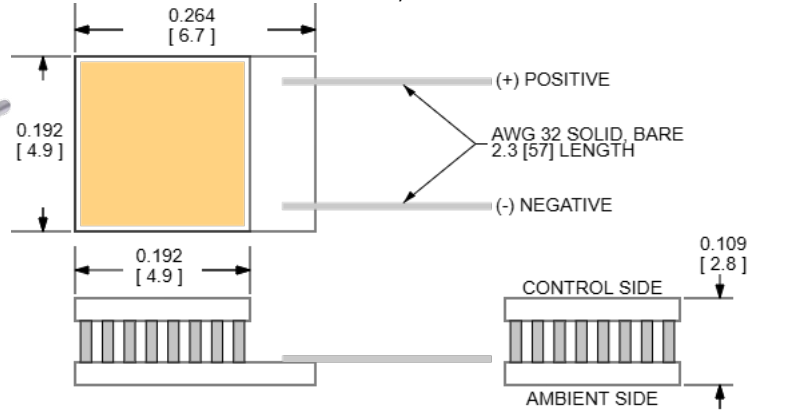 0.264
[ 6.7 ]
(+) POSITIVE
0.192
[ 4.9 ]
AWG 32 SOLID, BARE
2.3 [57] LENGTH
(-) NEGATIVE
0.192
[ 4.9 ]
0.109
[ 2.8 ]
CONTROL SIDE
AMBIENT SIDE